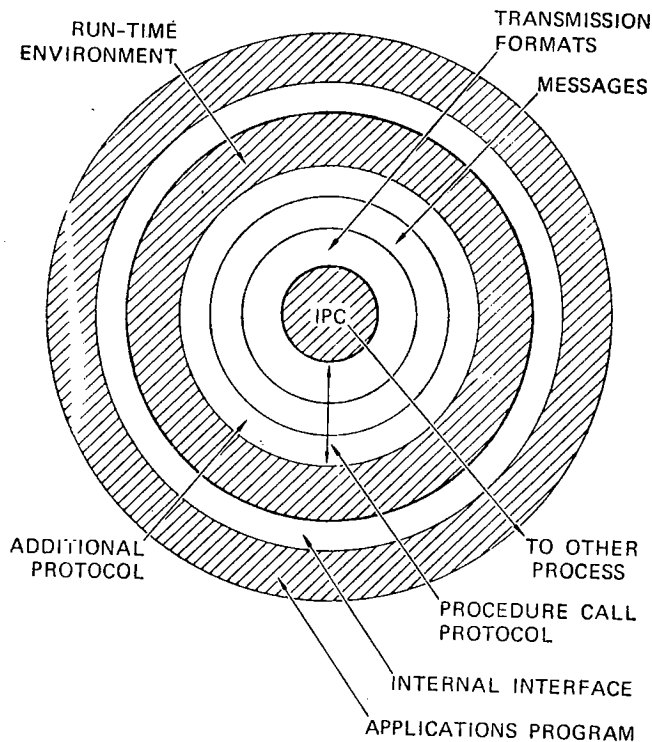 RUN-TIME
ENVIRONMENT
TRANSMISSION
FORMATS
MESSAGES
IPC
ADDITIONAL
PROTOCOL
TO OTHER
PROCESS
PROCEDURE CALL
PROTOCOL
INTERNAL INTERFACE
APPLICATIONS PROGRAM